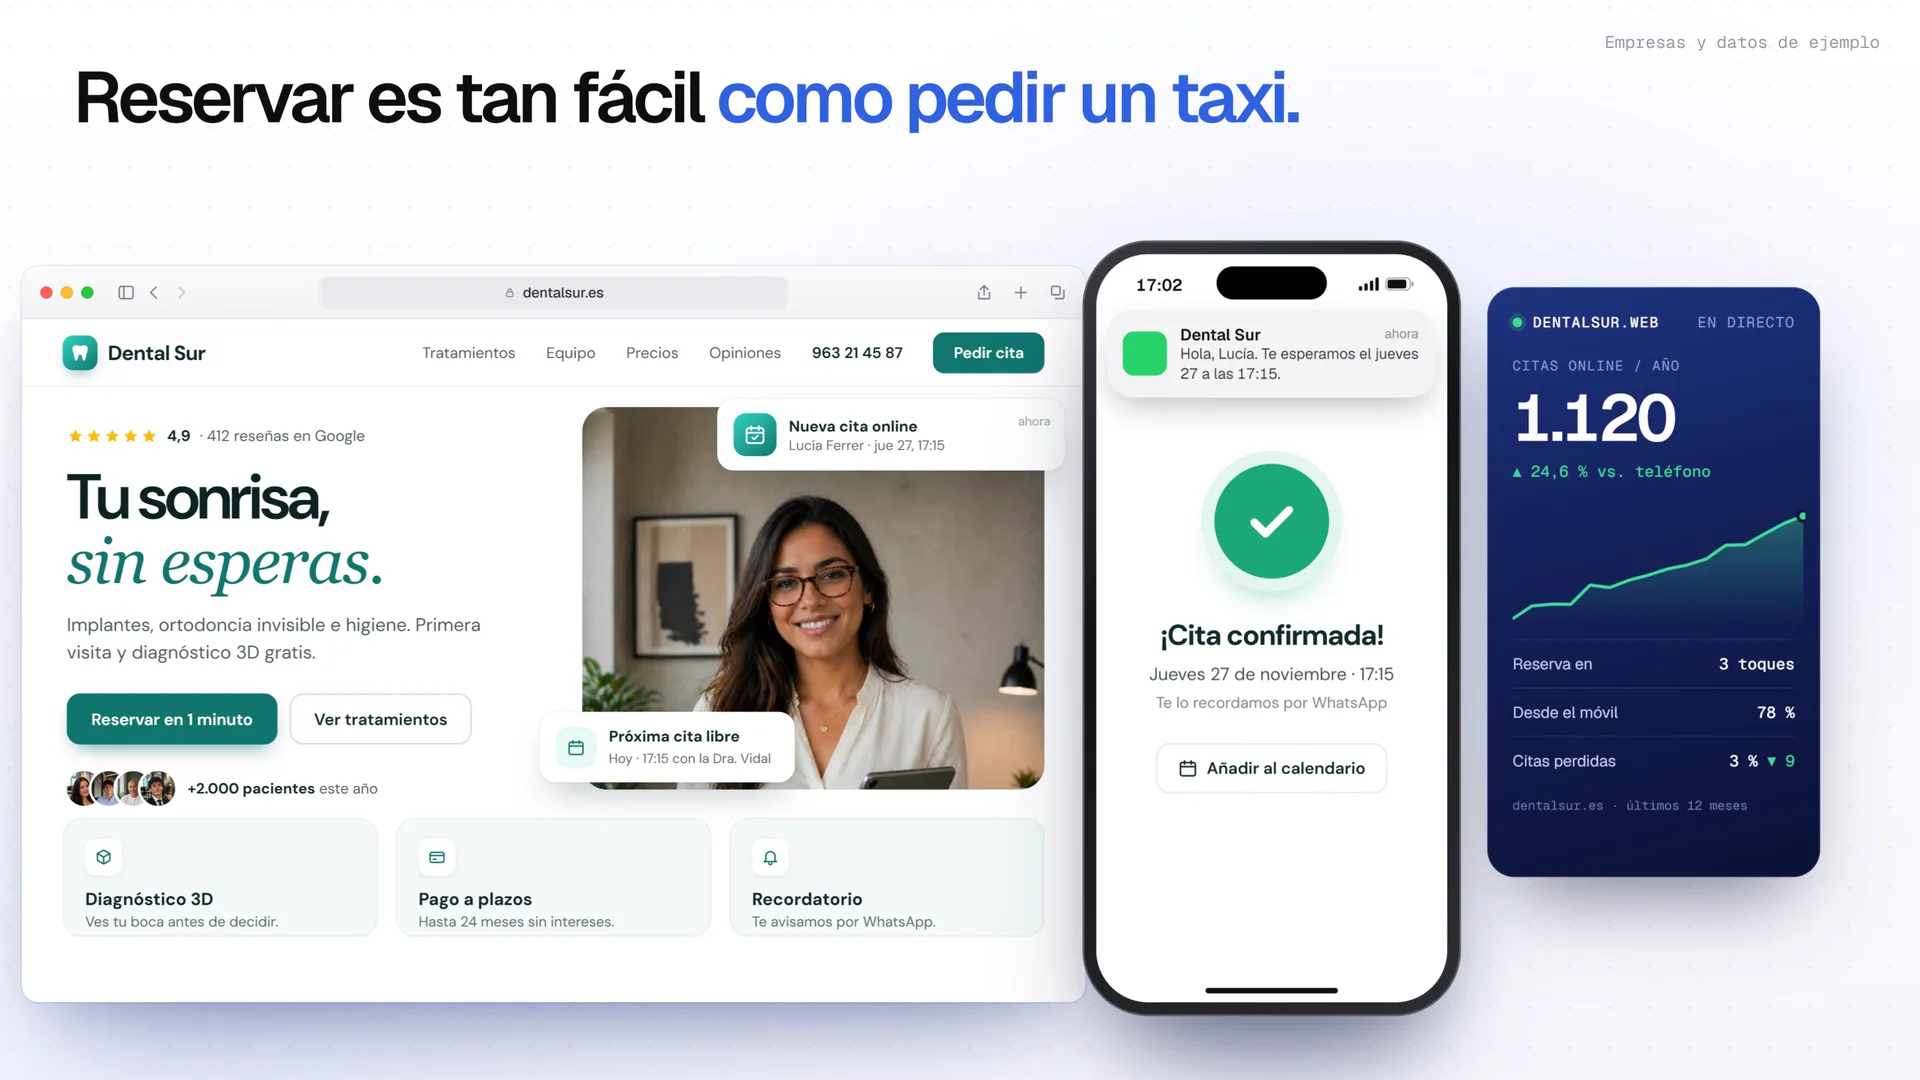 Empresas y datos de ejemplo
Reservar es tan fácil como pedir un taxi.
dentalsur.es
Dental Sur
Tratamientos
Equipo
Precios
Opiniones
963 21 45 87
Pedir cita
4,9 · 412 reseñas en Google
Tu sonrisa,
sin esperas.
Implantes, ortodoncia invisible e higiene. Primera
visita y diagnóstico 3D gratis.
Reservar en 1 minuto
Ver tratamientos
+2.000 pacientes este año
Nueva cita online
ahora
Lucía Ferrer · jue 27, 17:15
Próxima cita libre
Hoy · 17:15 con la Dra. Vidal
Diagnóstico 3D
Ves tu boca antes de decidir.
Pago a plazos
Hasta 24 meses sin intereses.
Recordatorio
Te avisamos por WhatsApp.
17:02
Dental Sur
ahora
Hola, Lucía. Te esperamos el jueves
27 a las 17:15.
¡Cita confirmada!
Jueves 27 de noviembre · 17:15
Te lo recordamos por WhatsApp
Añadir al calendario
DENTALSUR.WEB
EN DIRECTO
CITAS ONLINE / AÑO
1.120
▲ 24,6 % vs. teléfono
Reserva en
3 toques
Desde el móvil
78 %
Citas perdidas
3 % ▼ 9
dentalsur.es · últimos 12 meses